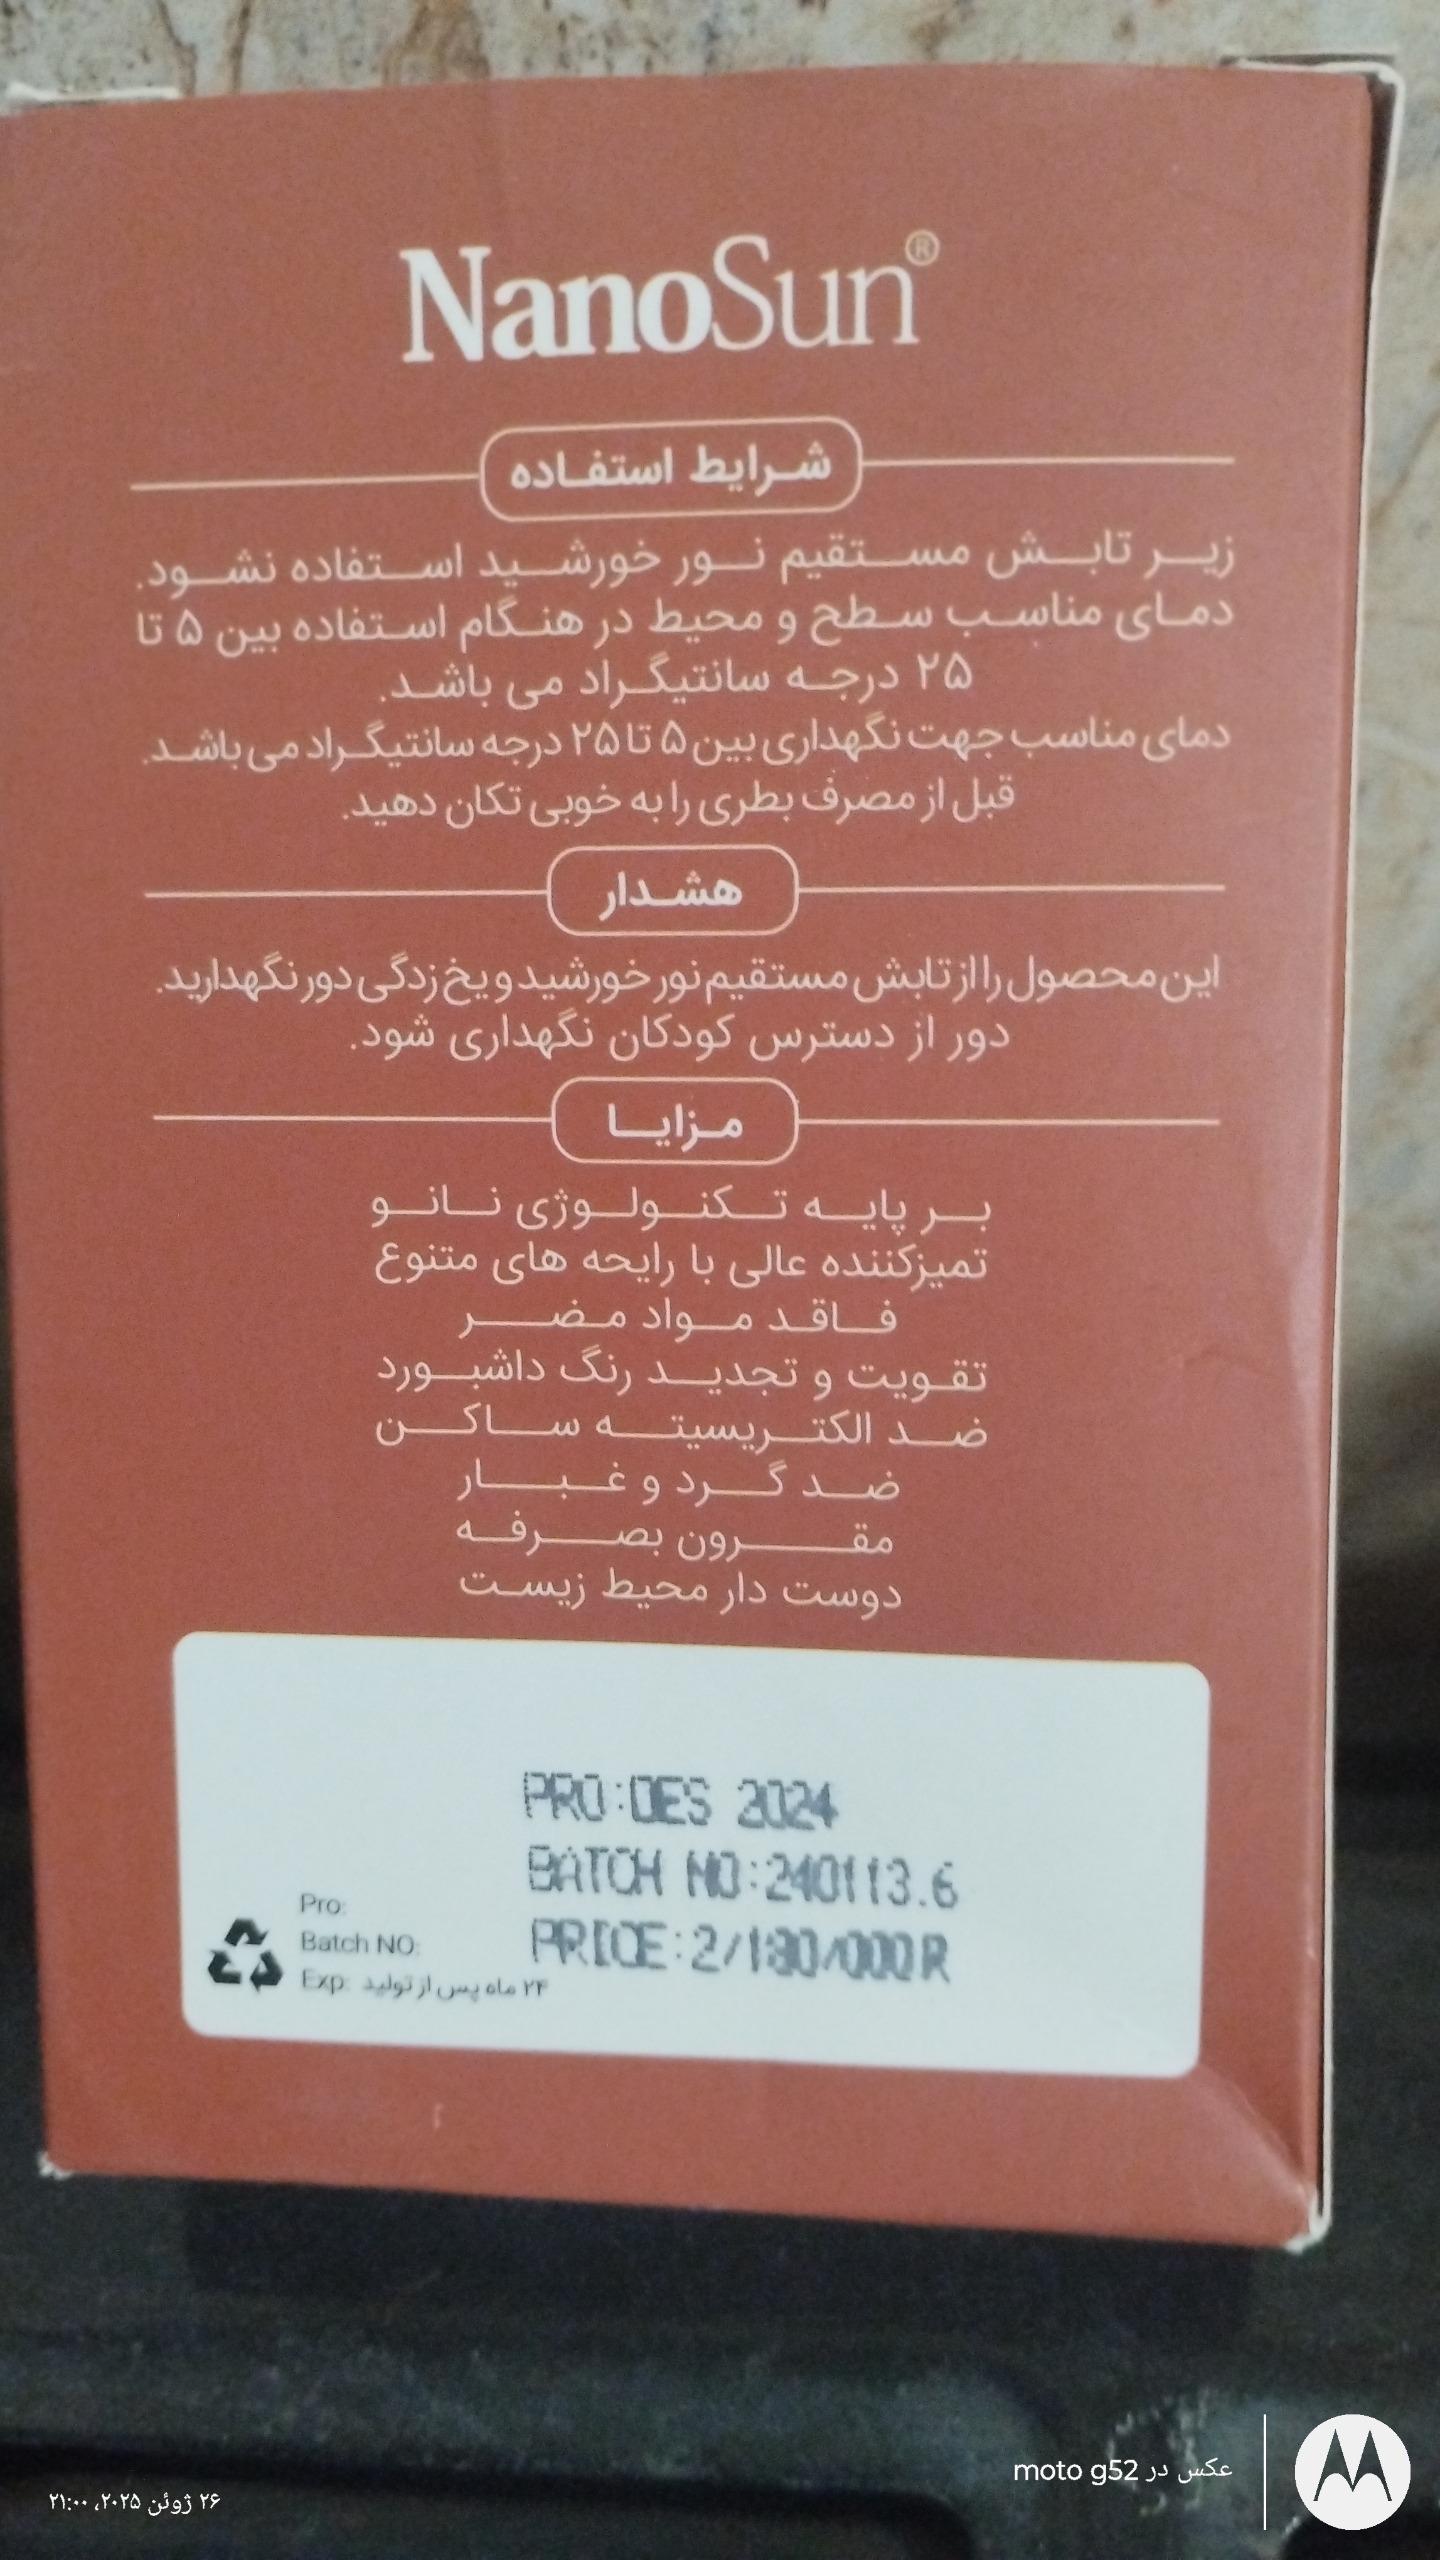 NanoSun®
شرایط استفاده
زیر تابش مستقیم نور خورشید استفاده نشود.
دمای مناسب سطح و محیط در هنگام استفاده بین ۵ تا
۲۵ درجه سانتیگراد می باشد.
دمای مناسب جهت نگهداری بین ۵ تا ۲۵ درجه سانتیگراد می باشد.
قبل از مصرف بطری را به خوبی تکان دهید.
هشدار
این محصول را از تابش مستقیم نور خورشید و یخ زدگی دور نگهدارید.
دور از دسترس کودکان نگهداری شود.
مزایا
بر پایه تکنولوژی نانو
تمیزکننده عالی با رایحه های متنوع
فاقد مواد مضر
تقویت و تجدید رنگ داشبورد
ضد الکتریسیته ساکن
ضد گرد و غبار
مقرون بصرفه
دوست دار محیط زیست
PRO:DES 2024
BATCH NO:240113.6
PRICE:2/180/000R
Pro:
Batch NO:
Exp: ۲۴ ماه پس از تولید
عکس در moto g52
۲۶ ژوئن ۲۰۲۵، ۲۱:۰۰